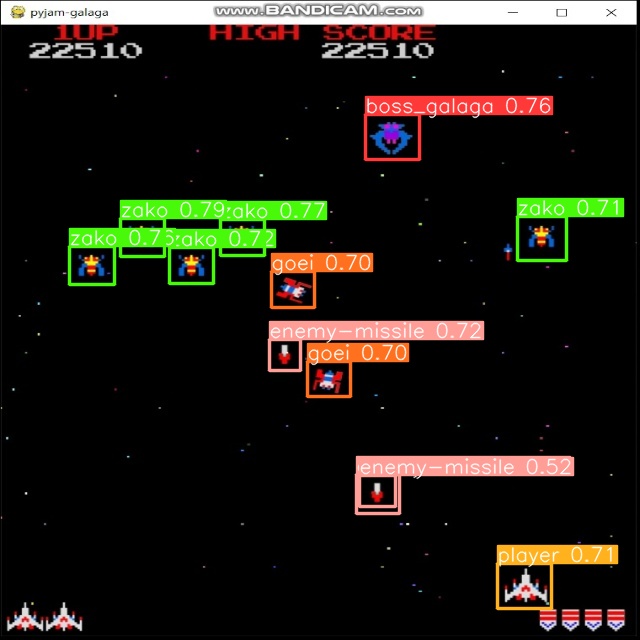 pyjam-galaga
www.BANDICAM.com
1UP HIGH SCORE
22510 22510
boss_galaga 0.76
zako 0.79 zako 0.77
zako 0.71
zako 0.75 zako 0.72
goei 0.70
enemy-missile 0.72
goei 0.70
enemy-missile 0.52
player 0.71